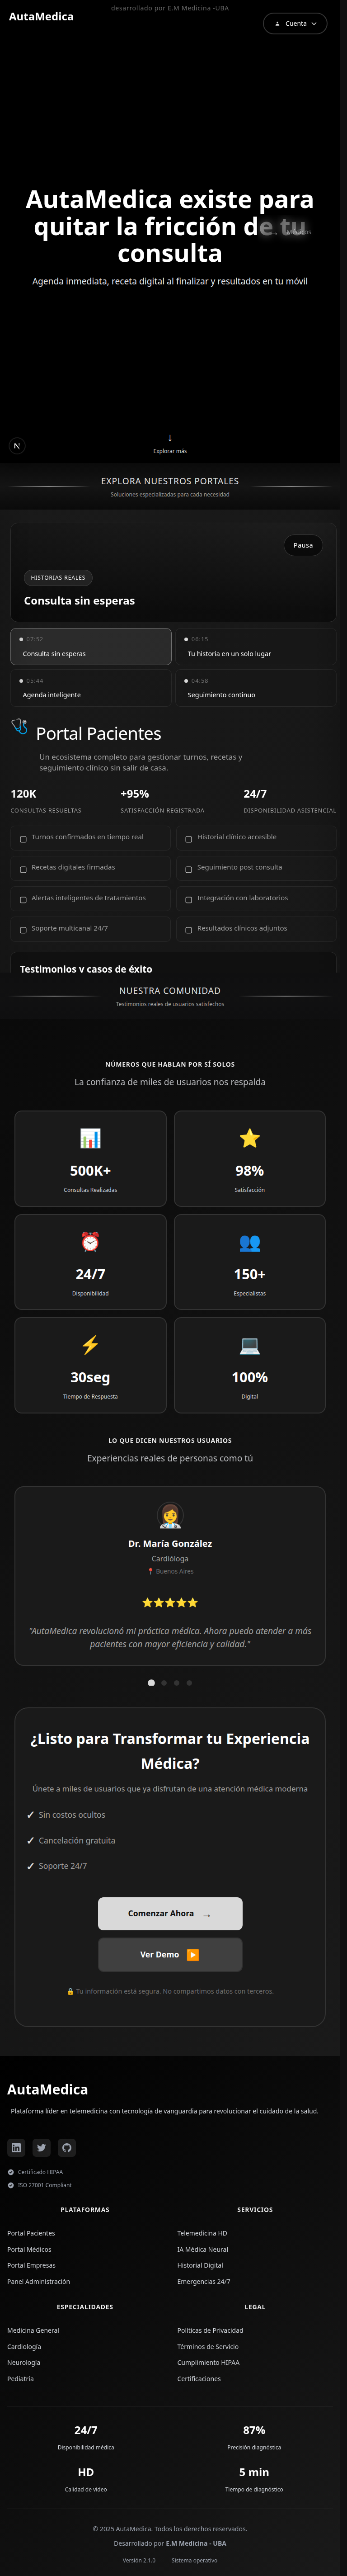 desarrollado por E.M Medicina -UBA
AutaMedica
Cuenta
AutaMedica existe para
quitar la fricción de tu
consulta
Agenda inmediata, receta digital al finalizar y resultados en tu móvil
↓
Explorar más
EXPLORA NUESTROS PORTALES
Soluciones especializadas para cada necesidad
Pausa
HISTORIAS REALES
Consulta sin esperas
07:52
Consulta sin esperas
06:15
Tu historia en un solo lugar
05:44
Agenda inteligente
04:58
Seguimiento continuo
Portal Pacientes
Un ecosistema completo para gestionar turnos, recetas y
seguimiento clínico sin salir de casa.
120K
CONSULTAS RESUELTAS
+95%
SATISFACCIÓN REGISTRADA
24/7
DISPONIBILIDAD ASISTENCIAL
Turnos confirmados en tiempo real
Historial clínico accesible
Recetas digitales firmadas
Seguimiento post consulta
Alertas inteligentes de tratamientos
Integración con laboratorios
Soporte multicanal 24/7
Resultados clínicos adjuntos
Testimonios y casos de éxito
NUESTRA COMUNIDAD
Testimonios reales de usuarios satisfechos
NÚMEROS QUE HABLAN POR SÍ SOLOS
La confianza de miles de usuarios nos respalda
500K+
Consultas Realizadas
98%
Satisfacción
24/7
Disponibilidad
150+
Especialistas
30seg
Tiempo de Respuesta
100%
Digital
LO QUE DICEN NUESTROS USUARIOS
Experiencias reales de personas como tú
Dr. María González
Cardióloga
Buenos Aires
"AutaMedica revolucionó mi práctica médica. Ahora puedo atender a más
pacientes con mayor eficiencia y calidad."
¿Listo para Transformar tu Experiencia
Médica?
Únete a miles de usuarios que ya disfrutan de una atención médica moderna
✓ Sin costos ocultos
✓ Cancelación gratuita
✓ Soporte 24/7
Comenzar Ahora →
Ver Demo
Tu información está segura. No compartimos datos con terceros.
AutaMedica
Plataforma líder en telemedicina con tecnología de vanguardia para revolucionar el cuidado de la salud.
Certificado HIPAA
ISO 27001 Compliant
PLATAFORMAS
Portal Pacientes
Portal Médicos
Portal Empresas
Panel Administración
SERVICIOS
Telemedicina HD
IA Médica Neural
Historial Digital
Emergencias 24/7
ESPECIALIDADES
Medicina General
Cardiología
Neurología
Pediatría
LEGAL
Políticas de Privacidad
Términos de Servicio
Cumplimiento HIPAA
Certificaciones
24/7
Disponibilidad médica
87%
Precisión diagnóstica
HD
Calidad de video
5 min
Tiempo de diagnóstico
© 2025 AutaMedica. Todos los derechos reservados.
Desarrollado por E.M Medicina - UBA
Versión 2.1.0
Sistema operativo